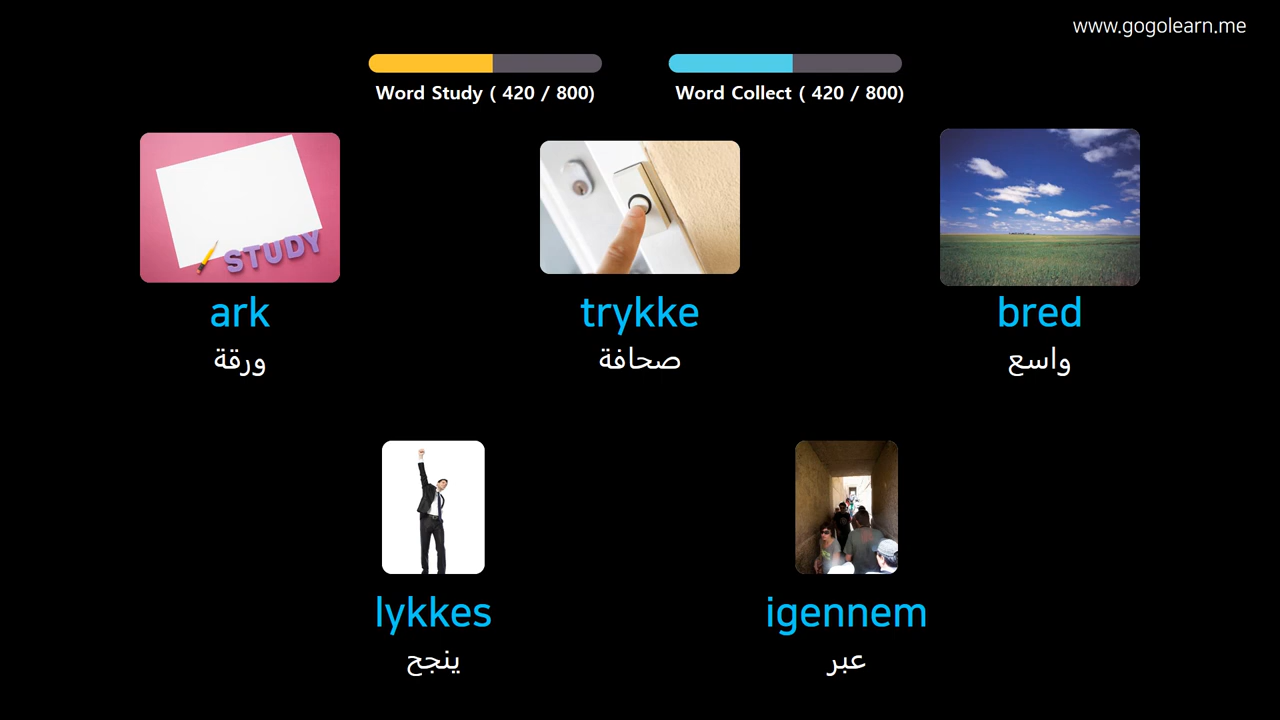 www.gogolearn.me
Word Study ( 420 / 800)
Word Collect ( 420 / 800)
STUDY
ark
ورقة
trykke
صحافة
bred
واسع
lykkes
ينجح
igennem
عبر